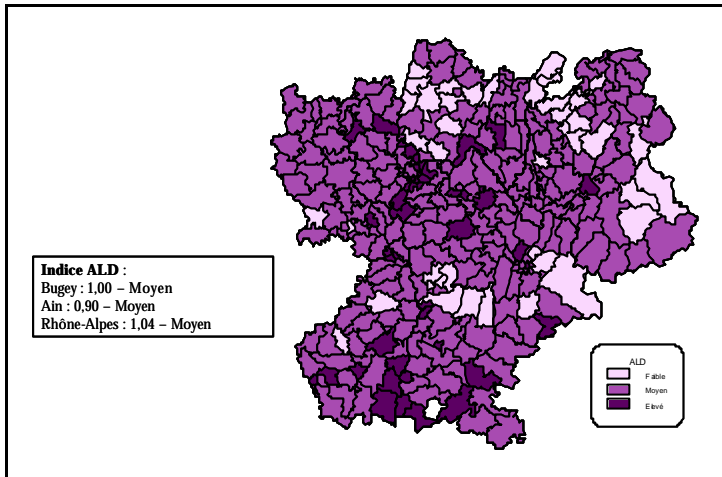 Indice ALD :
Bugey : 1,00 – Moyen
Ain : 0,90 – Moyen
Rhône-Alpes : 1,04 – Moyen
ALD
Faible
Moyen
Elevé